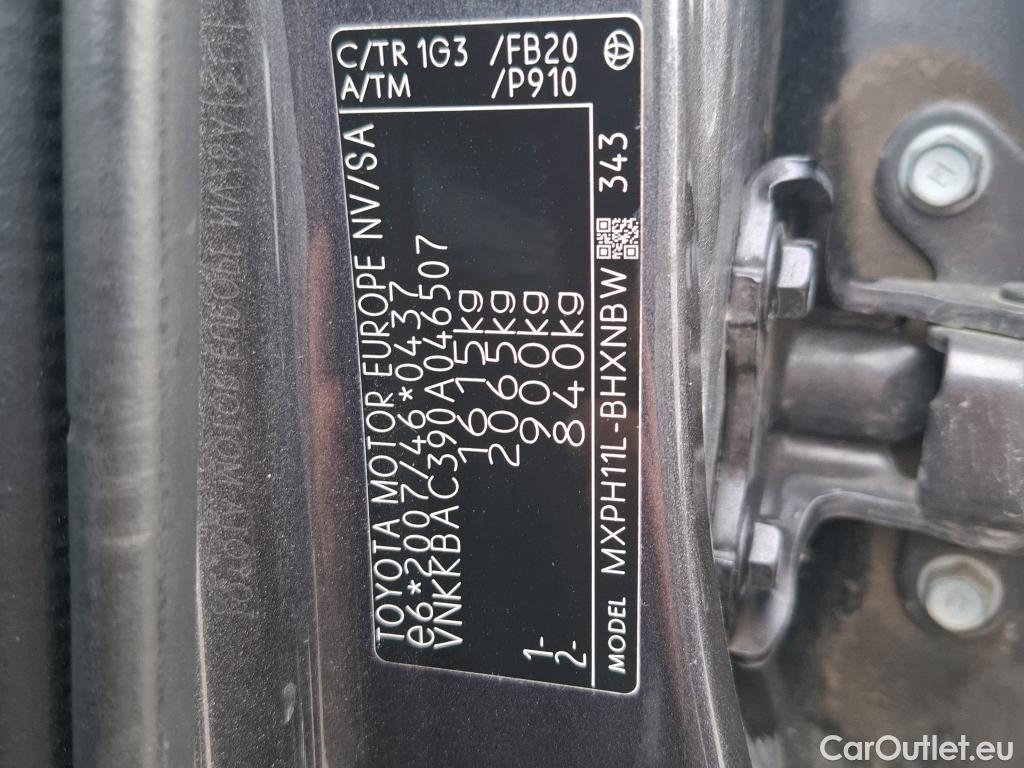 TOYOTA MOTOR EUROPE NV/SA
e6*2007/46*0437
VNKKBAC390A046507
1615kg
2065kg
1- 900kg
2- 840kg
MODEL MXPH11L-BHXNBW 343
C/TR 1G3 /FB20
A/TM /P910
CarOutlet.eu